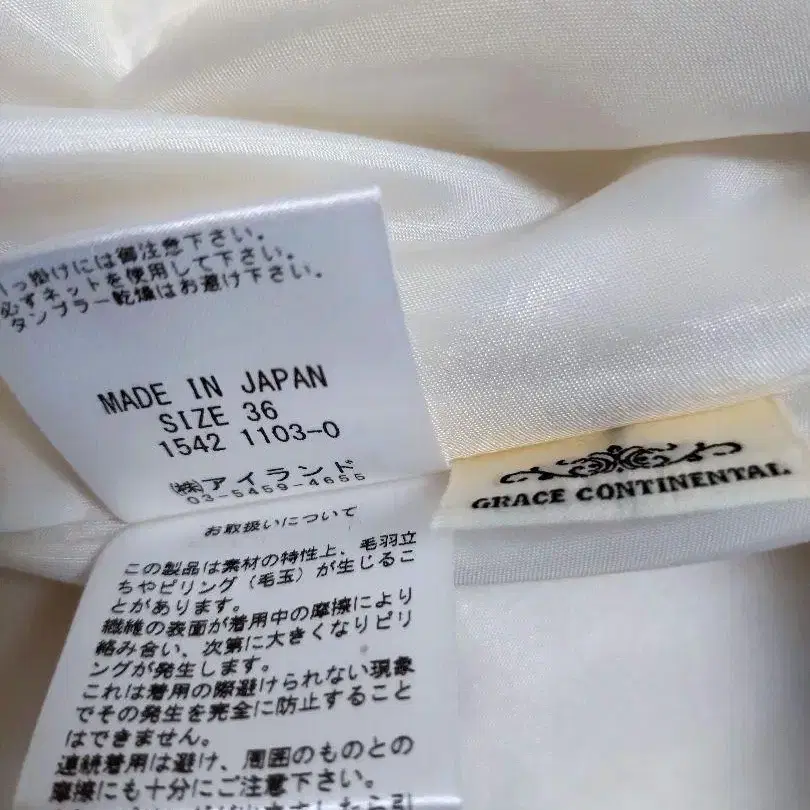 引っ掛けには御注意下さい。
必ずネットを使用して下さい。
タンブラー乾燥はお避け下さい。
MADE IN JAPAN
SIZE 36
1542 1103-0
㈱アイランド
03-5459-4655
GRACE CONTINENTAL
お取扱いについて
この製品は素材の特性上、毛羽立
ちやピリング(毛玉)が生じるこ
とがあります。
繊維の表面が着用中の摩擦により
絡み合い、次第に大きくなりピリ
ングが発生します。
これは着用の際避けられない現象
でその発生を完全に防止すること
はできません。
連続着用は避け、周囲のものとの
摩擦にも十分にご注意下さい。